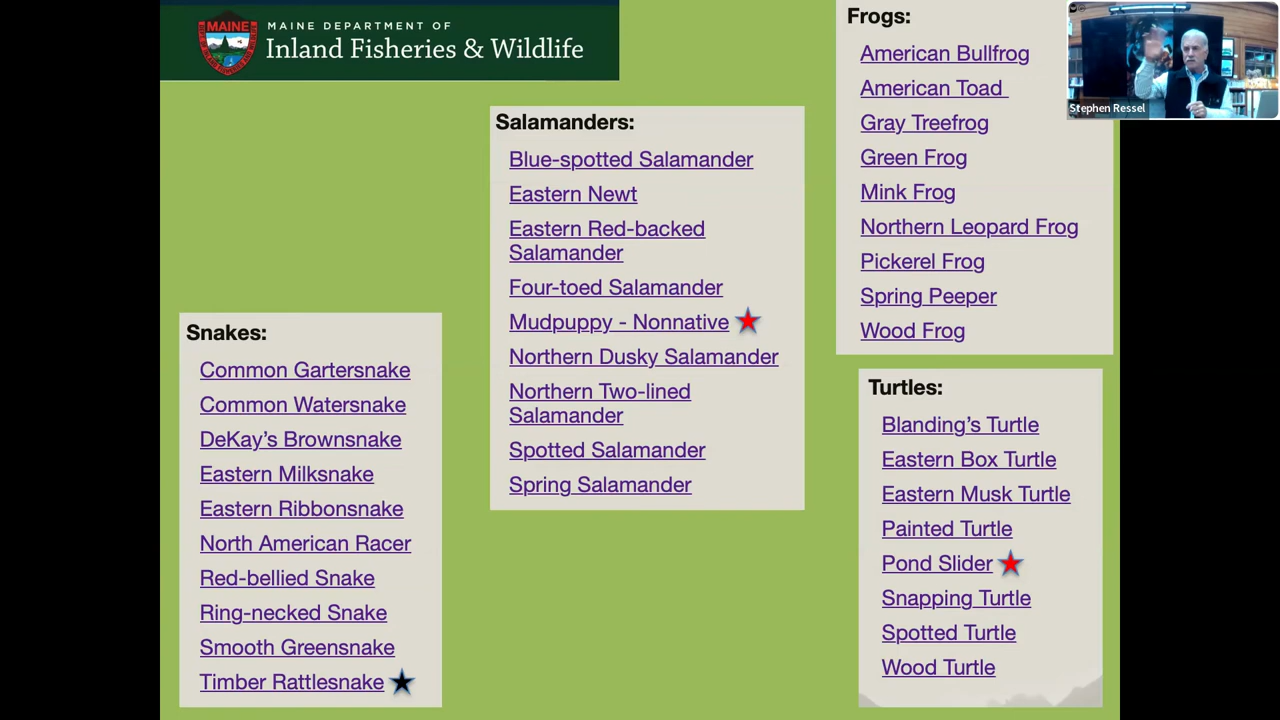 MAINE
MAINE DEPARTMENT OF
Inland Fisheries & Wildlife
Snakes:
Common Gartersnake
Common Watersnake
DeKay's Brownsnake
Eastern Milksnake
Eastern Ribbonsnake
North American Racer
Red-bellied Snake
Ring-necked Snake
Smooth Greensnake
Timber Rattlesnake
Salamanders:
Blue-spotted Salamander
Eastern Newt
Eastern Red-backed
Salamander
Four-toed Salamander
Mudpuppy - Nonnative
Northern Dusky Salamander
Northern Two-lined
Salamander
Spotted Salamander
Spring Salamander
Frogs:
American Bullfrog
American Toad
Gray Treefrog
Green Frog
Mink Frog
Northern Leopard Frog
Pickerel Frog
Spring Peeper
Wood Frog
Turtles:
Blanding's Turtle
Eastern Box Turtle
Eastern Musk Turtle
Painted Turtle
Pond Slider
Snapping Turtle
Spotted Turtle
Wood Turtle
Stephen Ressel